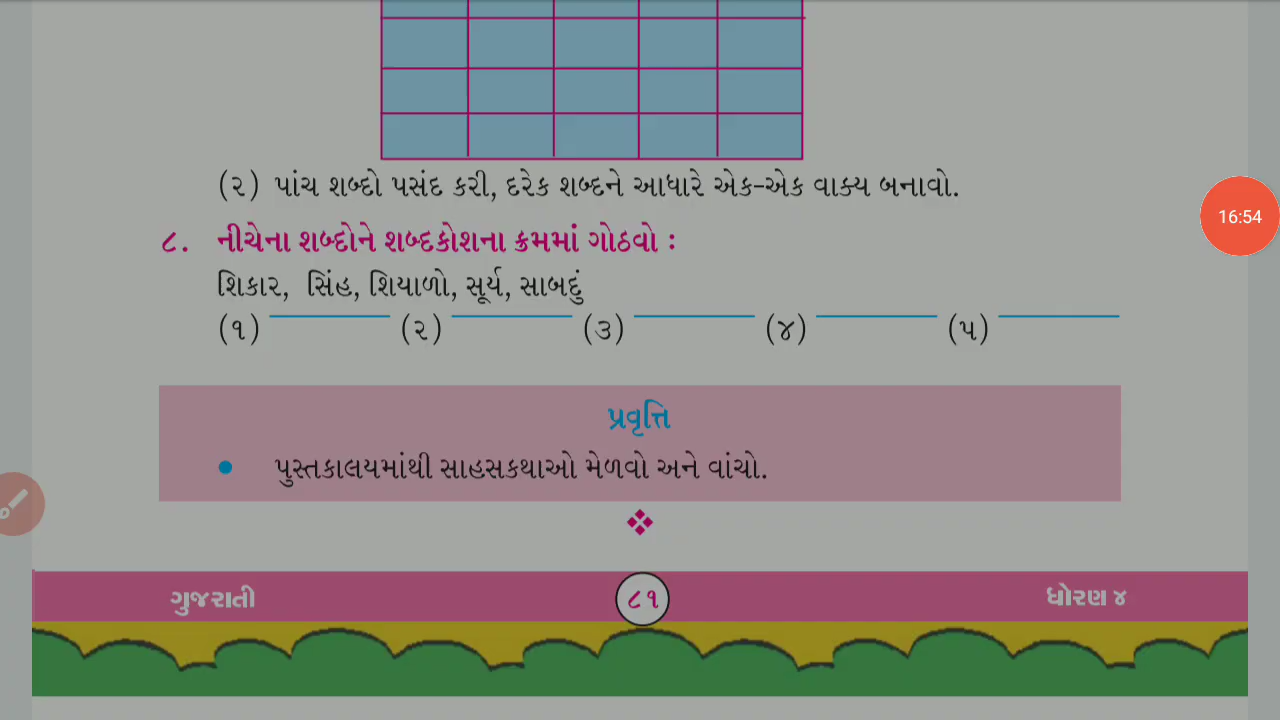 (૨) પાંચ શબ્દો પસંદ કરી, દરેક શબ્દને આધારે એક-એક વાક્ય બનાવો.
૮. નીચેના શબ્દોને શબ્દકોશના ક્રમમાં ગોઠવો :
શિકાર, સિંહ, શિયાળો, સૂર્ય, સાબદું
(૧) (૨) (૩) (૪) (૫)
પ્રવૃત્તિ
• પુસ્તકાલયમાંથી સાહસકથાઓ મેળવો અને વાંચો.
ગુજરાતી ૮૧ ધોરણ ૪
16:54